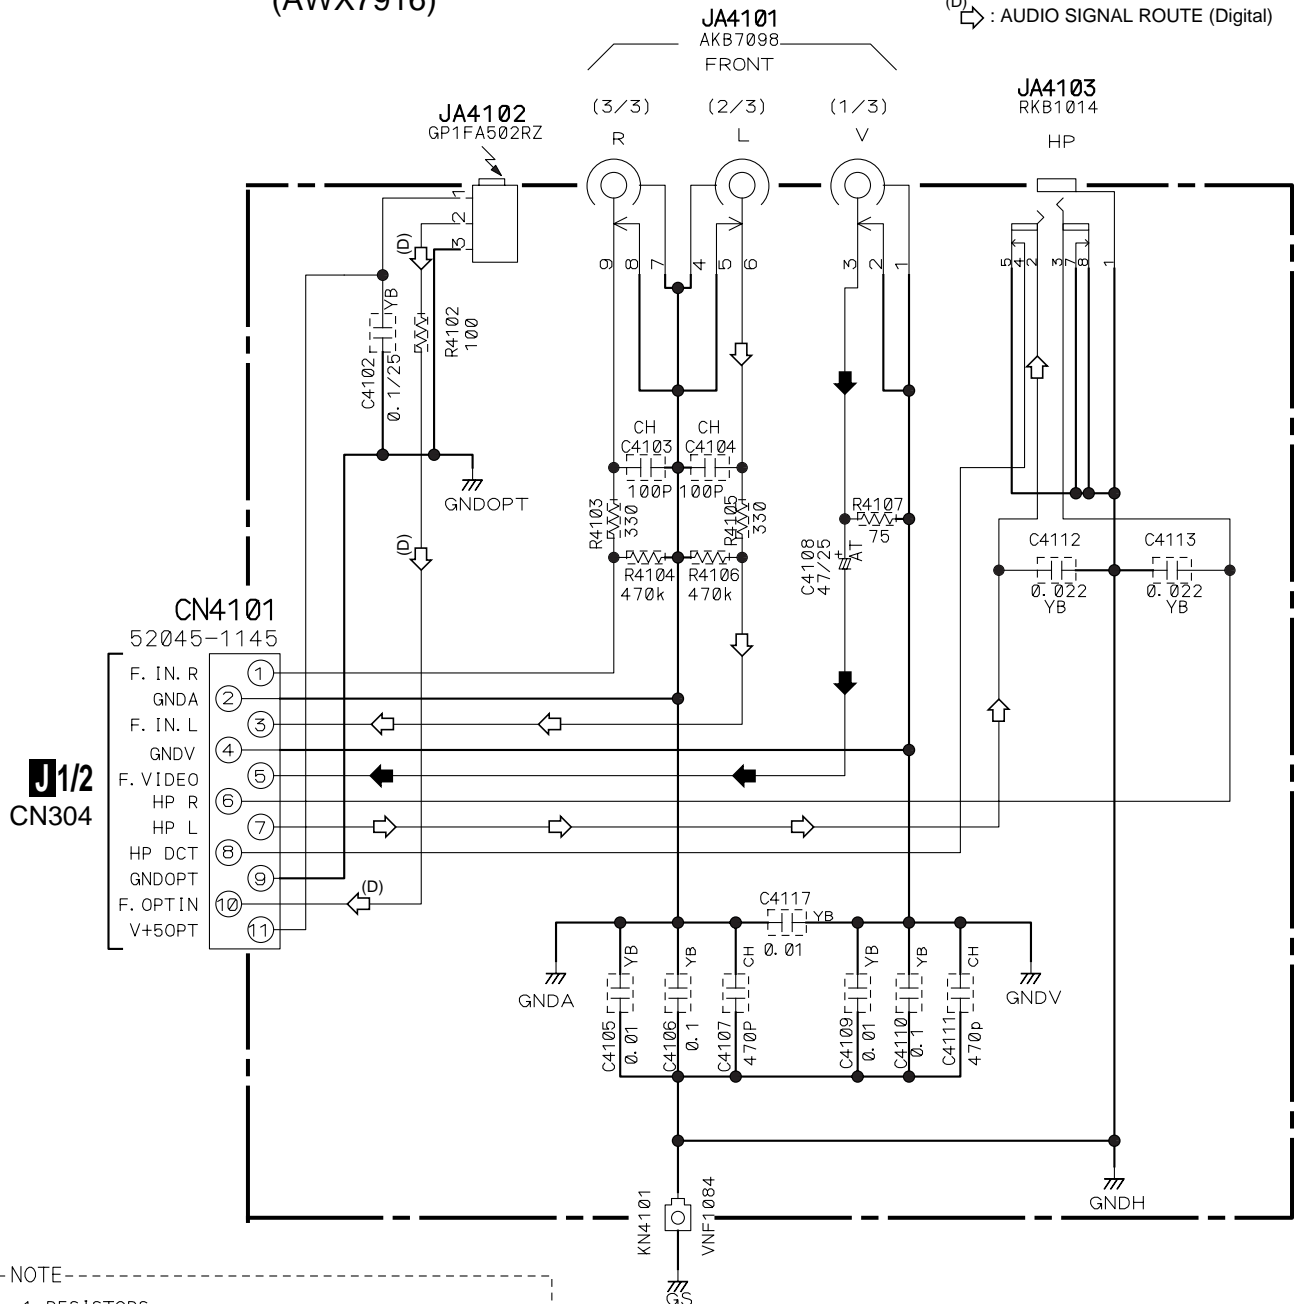 (AWX7916)
(D)
: AUDIO SIGNAL ROUTE (Digital)
JA4101
AKB7098
FRONT
(3/3) (2/3) (1/3)
R L V
JA4102
GP1FA502RZ
JA4103
RKB1014
HP
1
2
3
(D)
9 8 7 4 5 6 3 2 1
5 4 2 3 7 8 1
C4102
0.1/25
YB
R4102
100
GNDOPT
(D)
CH CH
C4103 C4104
100P 100P
R4103
330
R4105
330
R4104 R4106
470k 470k
R4107
75
C4108
47/25
+
AT
C4112 C4113
0.022 0.022
YB YB
CN4101
52045-1145
F.IN.R 1
GNDA 2
F.IN.L 3
GNDV 4
F.VIDEO 5
HP R 6
HP L 7
HP DCT 8
GNDOPT 9
F.OPTIN 10
V+5OPT 11
J 1/2
CN304
(D)
C4117
YB
0.01
GNDA
GNDV
C4105
0.01
YB
C4106
0.1
YB
C4107
470P
CH
C4109
0.01
YB
C4110
0.1
YB
C4111
470p
CH
GNDH
KN4101
VNF1084
GS
NOTE
1. RESISTORS